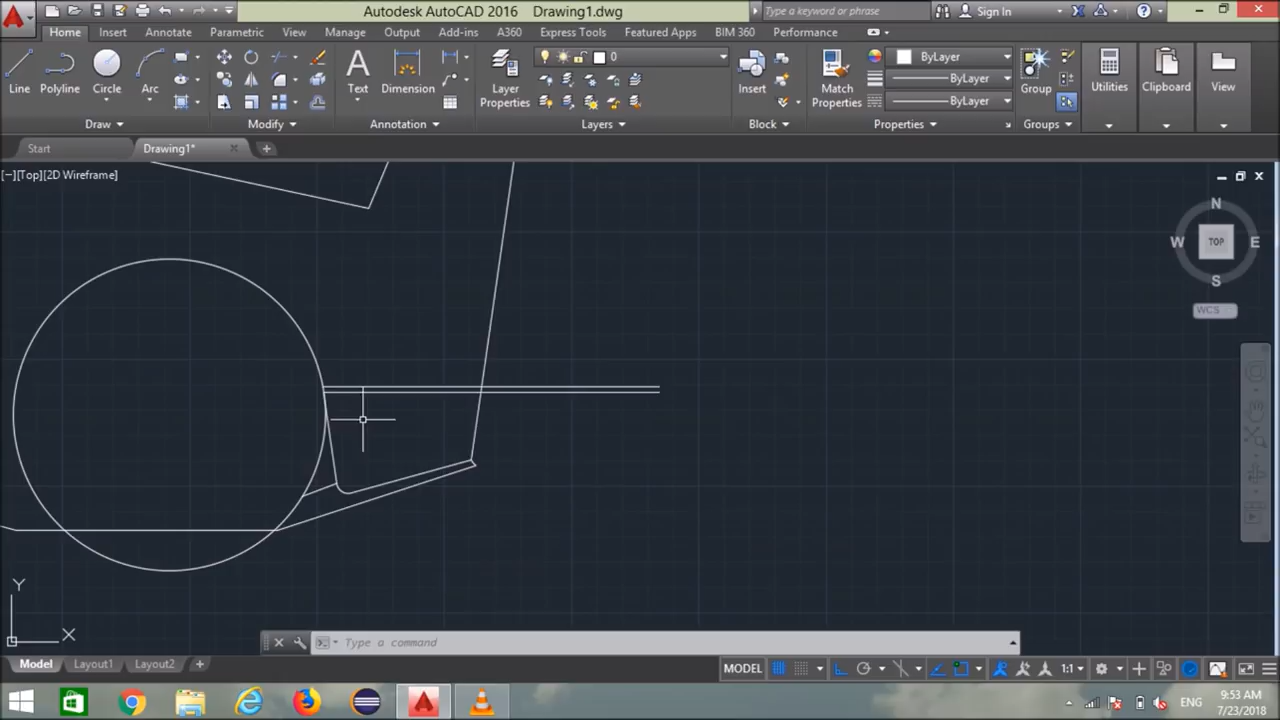 Autodesk AutoCAD 2016 Drawing1.dwg
Type a keyword or phrase
Sign In
Home Insert Annotate Parametric View Manage Output Add-ins A360 Express Tools Featured Apps BIM 360 Performance
0
ByLayer
ByLayer
ByLayer
Line Polyline Circle Arc Text Dimension Layer Properties Insert Match Properties Group Utilities Clipboard View
Draw Modify Annotation Layers Block Properties Groups
Start Drawing1*
[−][Top][2D Wireframe]
N
W TOP E
S
WCS
Y
X
Type a command
Model Layout1 Layout2
MODEL 1:1
ENG
9:53 AM
7/23/2018